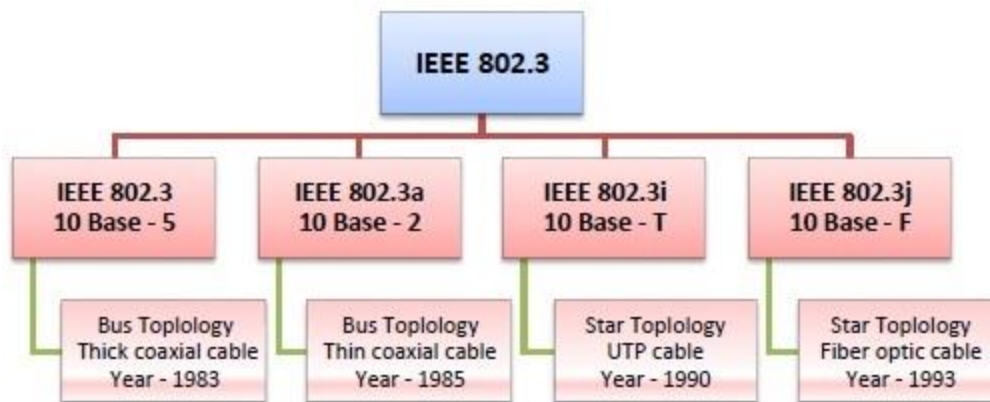 IEEE 802.3
IEEE 802.3
10 Base - 5
IEEE 802.3a
10 Base - 2
IEEE 802.3i
10 Base - T
IEEE 802.3j
10 Base - F
Bus Toplology
Thick coaxial cable
Year - 1983
Bus Toplology
Thin coaxial cable
Year - 1985
Star Toplology
UTP cable
Year - 1990
Star Toplology
Fiber optic cable
Year - 1993